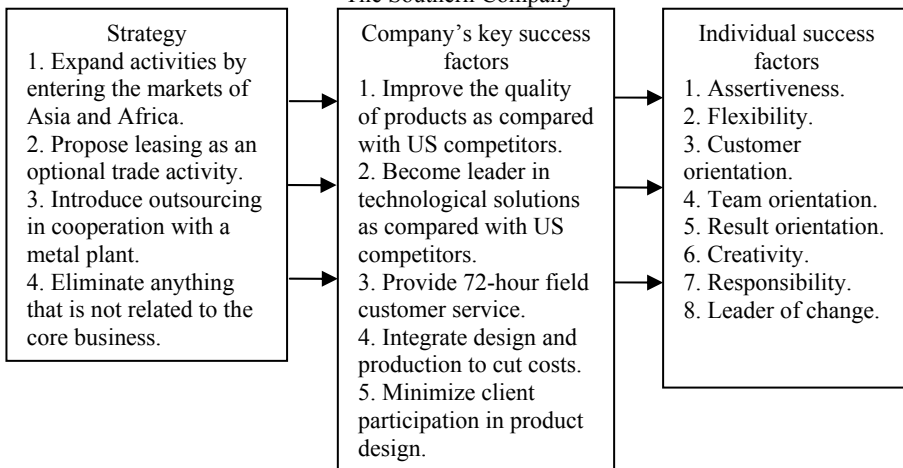 The Southern Company
Strategy
1. Expand activities by
entering the markets of
Asia and Africa.
2. Propose leasing as an
optional trade activity.
3. Introduce outsourcing
in cooperation with a
metal plant.
4. Eliminate anything
that is not related to the
core business.
Company’s key success
factors
1. Improve the quality
of products as compared
with US competitors.
2. Become leader in
technological solutions
as compared with US
competitors.
3. Provide 72-hour field
customer service.
4. Integrate design and
production to cut costs.
5. Minimize client
participation in product
design.
Individual success
factors
1. Assertiveness.
2. Flexibility.
3. Customer
orientation.
4. Team orientation.
5. Result orientation.
6. Creativity.
7. Responsibility.
8. Leader of change.